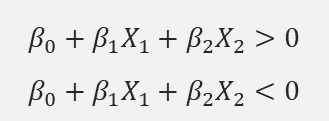 β₀ + β₁X₁ + β₂X₂ > 0
β₀ + β₁X₁ + β₂X₂ < 0